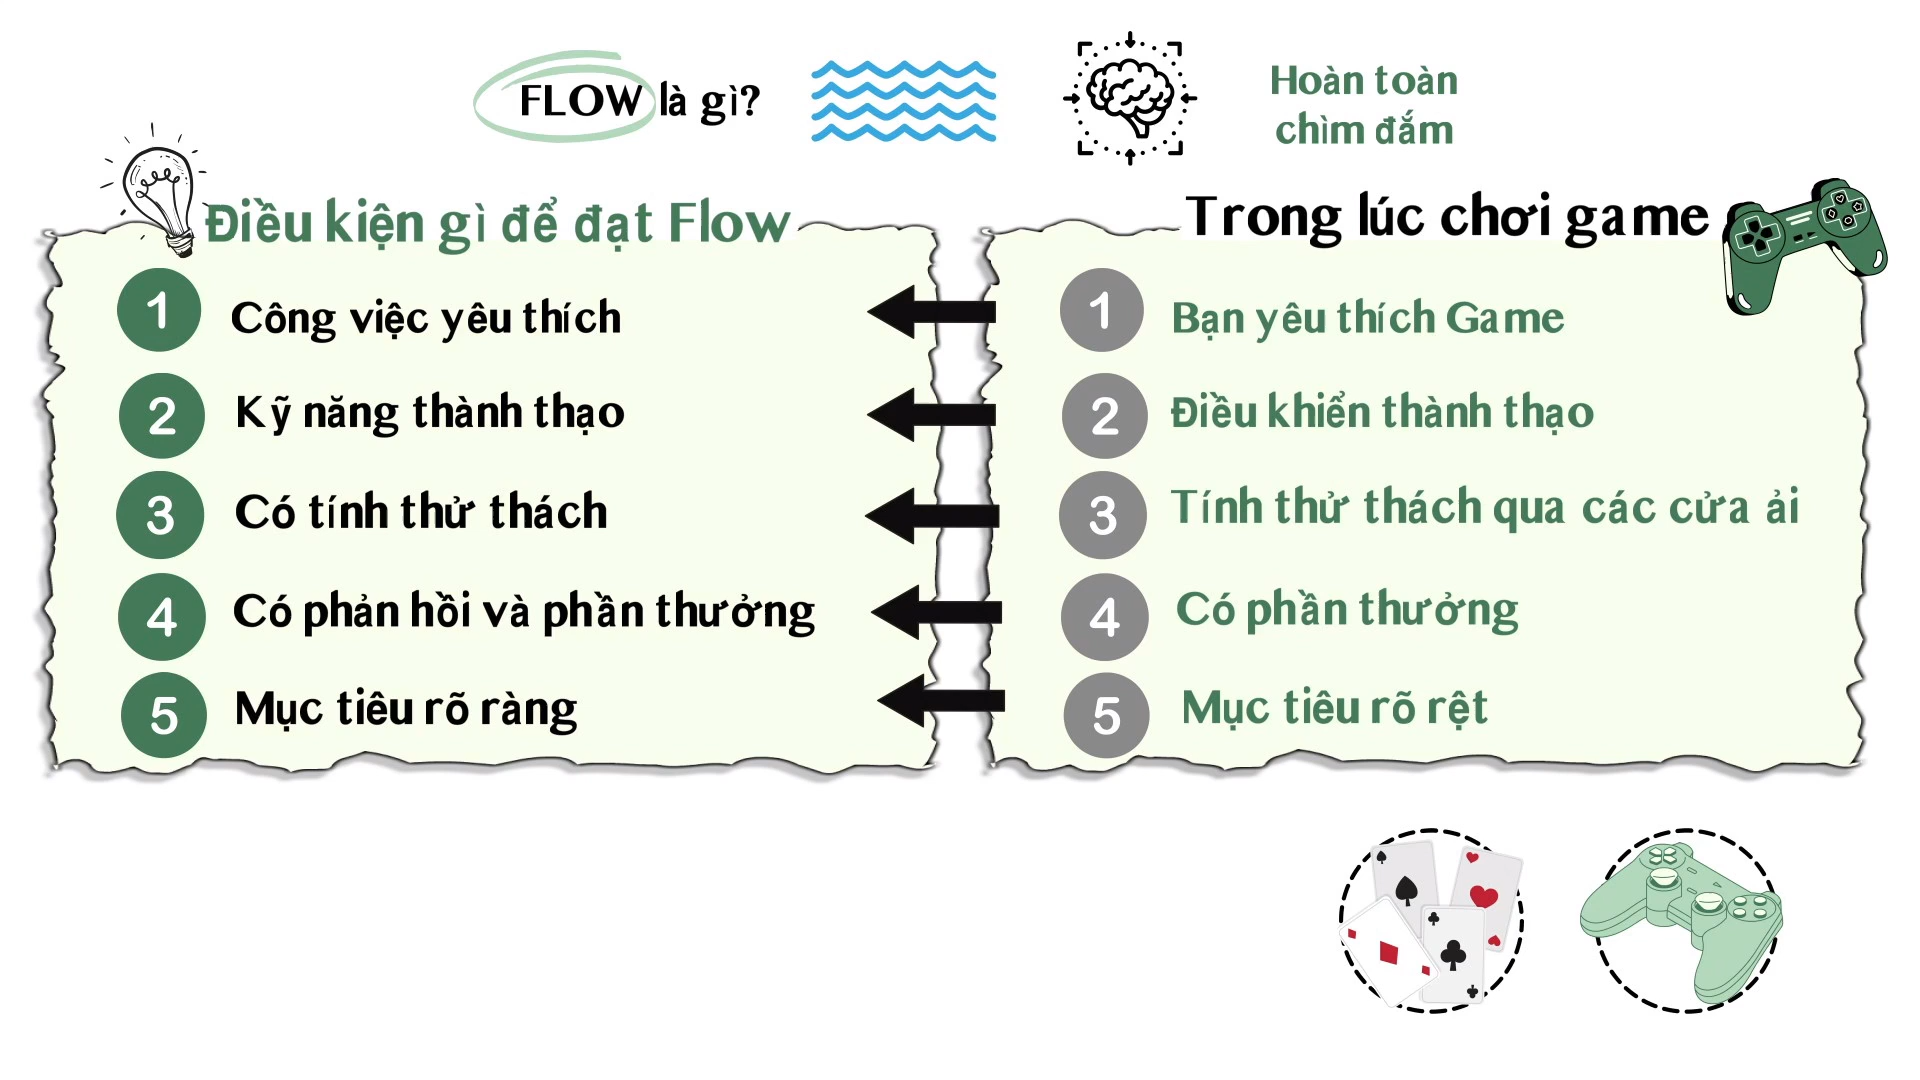 FLOW là gì?
Hoàn toàn
chìm đắm
Điều kiện gì để đạt Flow
1 Công việc yêu thích
2 Kỹ năng thành thạo
3 Có tính thử thách
4 Có phản hồi và phần thưởng
5 Mục tiêu rõ ràng
Trong lúc chơi game
1 Bạn yêu thích Game
2 Điều khiển thành thạo
3 Tính thử thách qua các cửa ải
4 Có phần thưởng
5 Mục tiêu rõ rệt